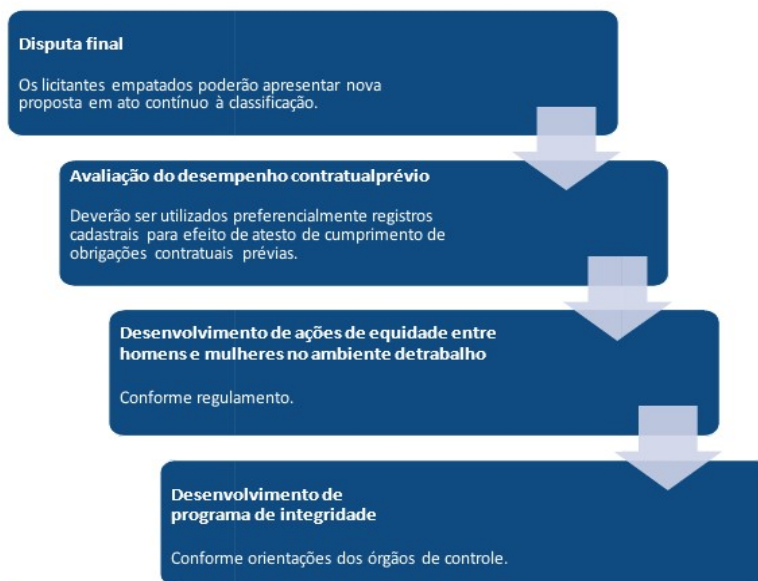 Disputa final
Os licitantes empatados poderão apresentar nova
proposta em ato contínuo à classificação.
Avaliação do desempenho contratualprévio
Deverão ser utilizados preferencialmente registros
cadastrais para efeito de atesto de cumprimento de
obrigações contratuais prévias.
Desenvolvimento de ações de equidade entre
homens e mulheres no ambiente detrabalho
Conforme regulamento.
Desenvolvimento de
programa de integridade
Conforme orientações dos órgãos de controle.